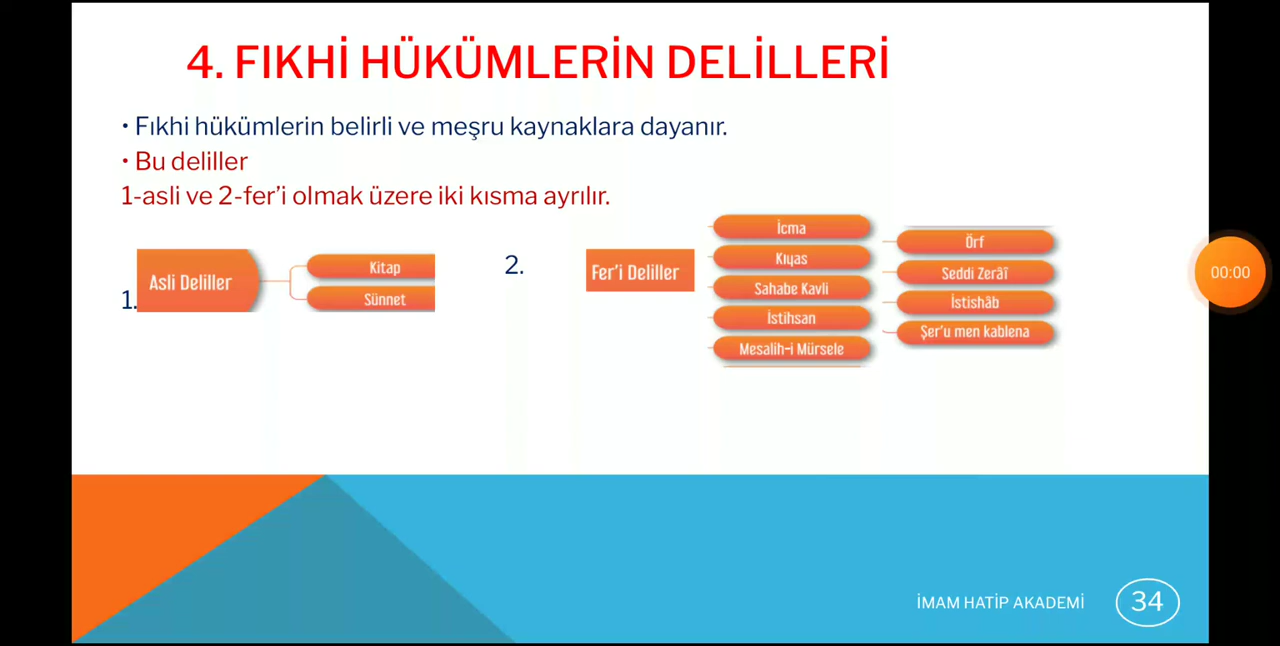 4. FIKHİ HÜKÜMLERİN DELİLLERİ
• Fıkhi hükümlerin belirli ve meşru kaynaklara dayanır.
• Bu deliller
1-asli ve 2-fer'i olmak üzere iki kısma ayrılır.
1.
Asli Deliller
Kitap
Sünnet
2.
Fer'i Deliller
İcma
Kıyas
Sahabe Kavli
İstihsan
Mesalih-i Mürsele
Örf
Seddi Zerâî
İstishâb
Şer'u men kablena
00:00
İMAM HATİP AKADEMİ
34